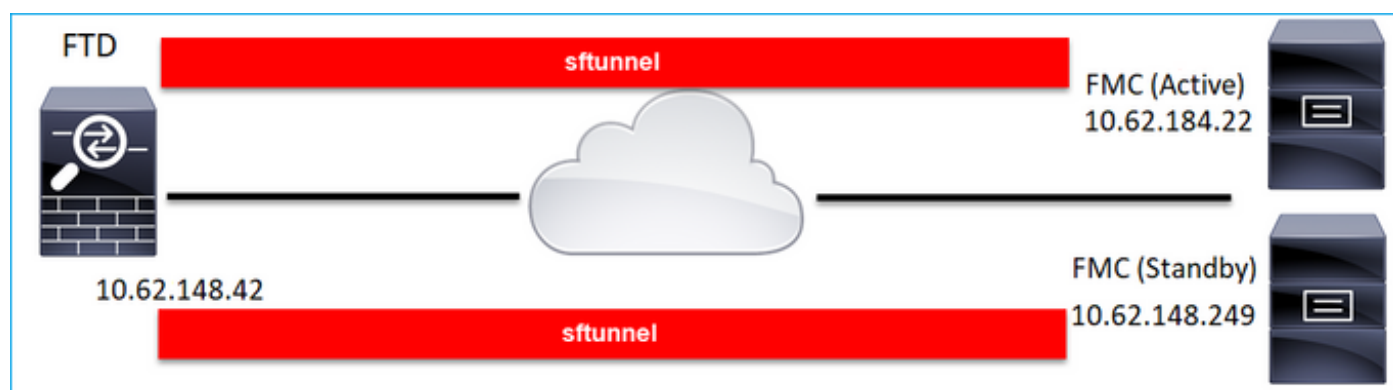 FTD
sftunnel
FMC (Active)
10.62.184.22
FMC (Standby)
10.62.148.249
10.62.148.42
sftunnel